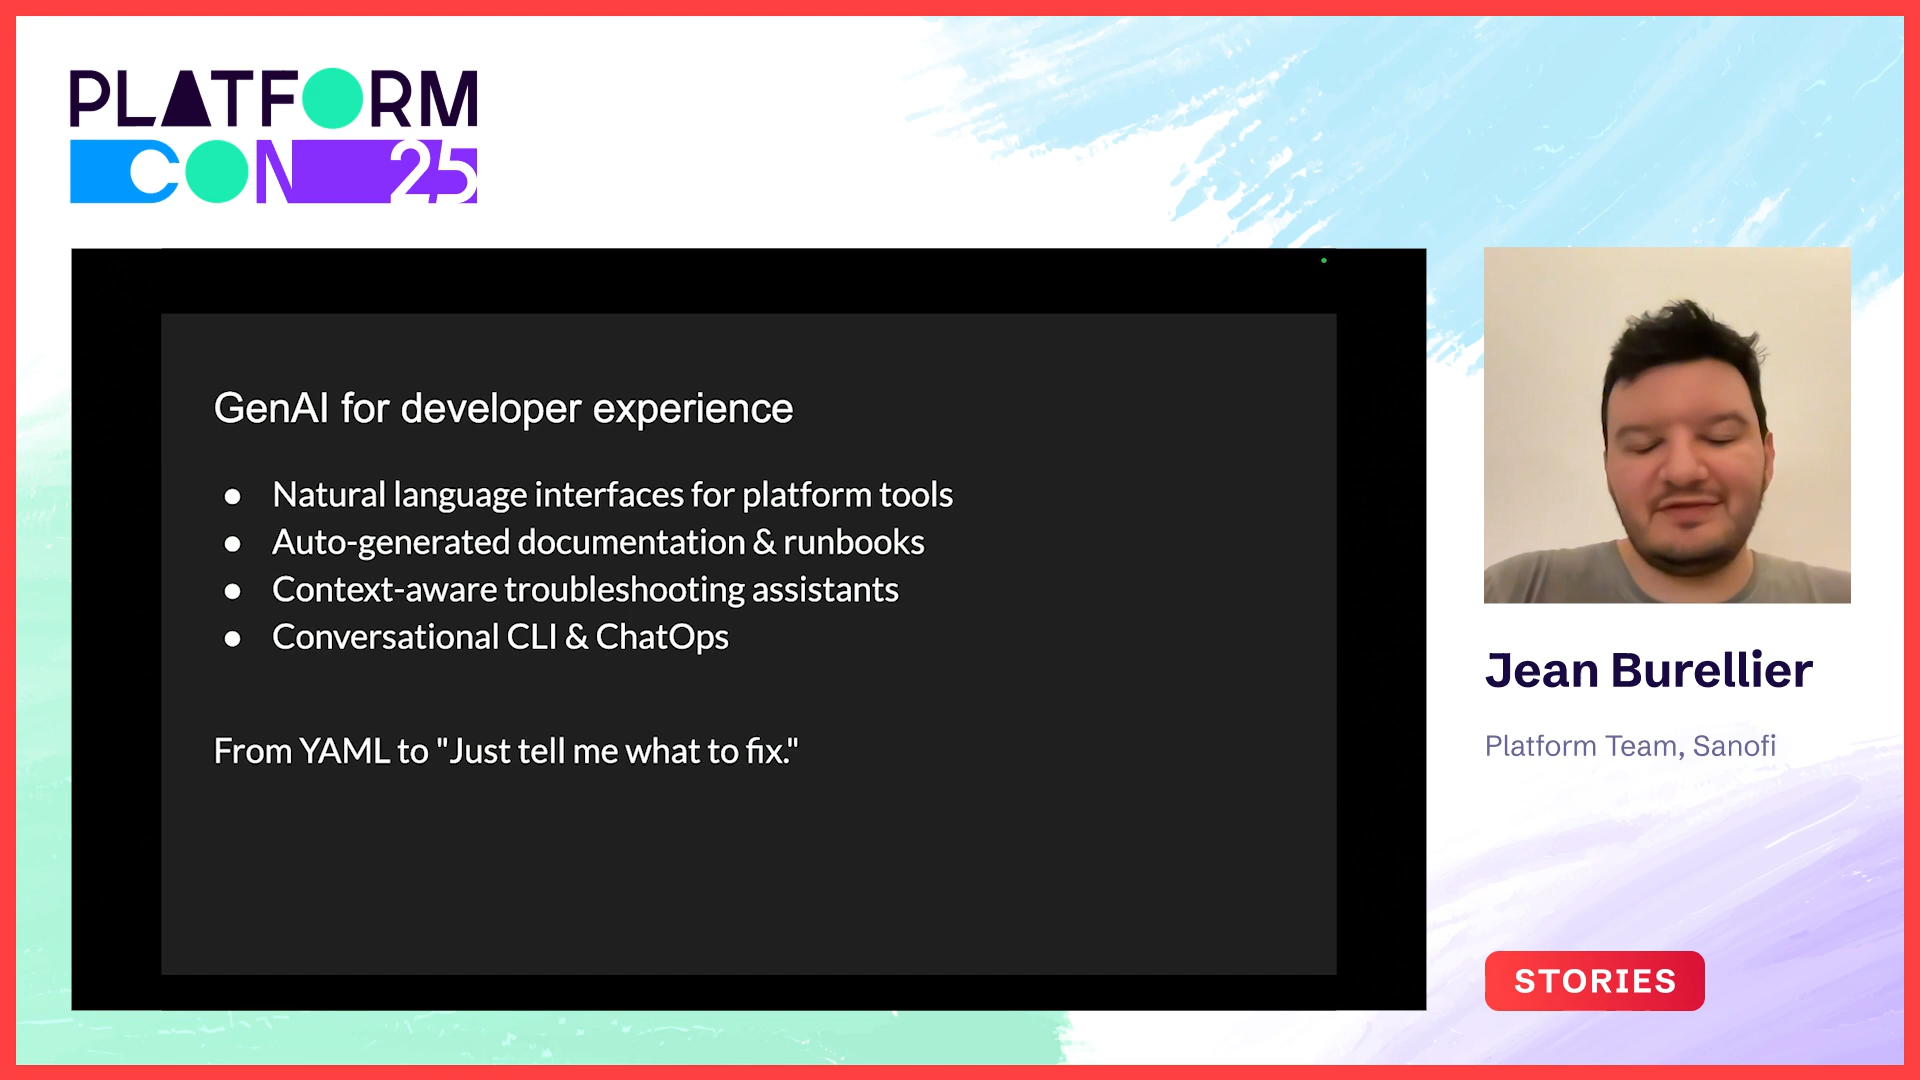 PLATFORM
CON 25
GenAI for developer experience
● Natural language interfaces for platform tools
● Auto-generated documentation & runbooks
● Context-aware troubleshooting assistants
● Conversational CLI & ChatOps
From YAML to "Just tell me what to fix."
Jean Burellier
Platform Team, Sanofi
STORIES